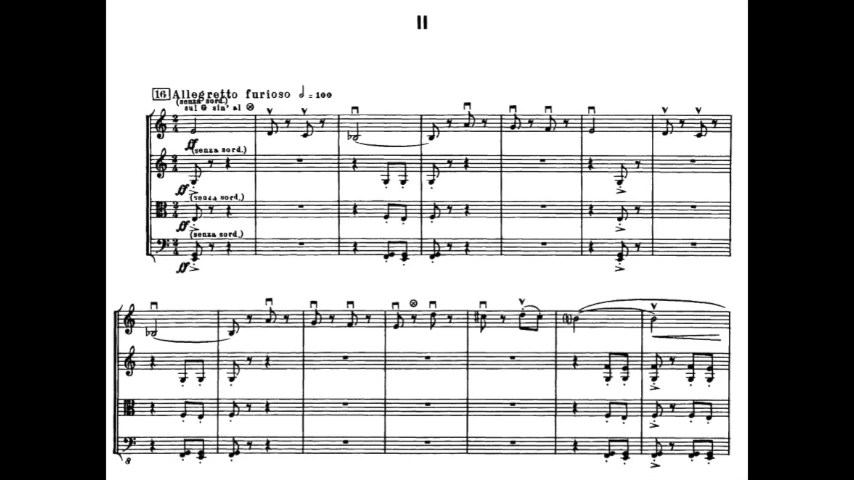 II
16 Allegretto furioso = 100
(senza sord.)
sul G sin' al ⊗
ff (senza sord.)
ff (senza sord.)
ff (senza sord.)
ff
8